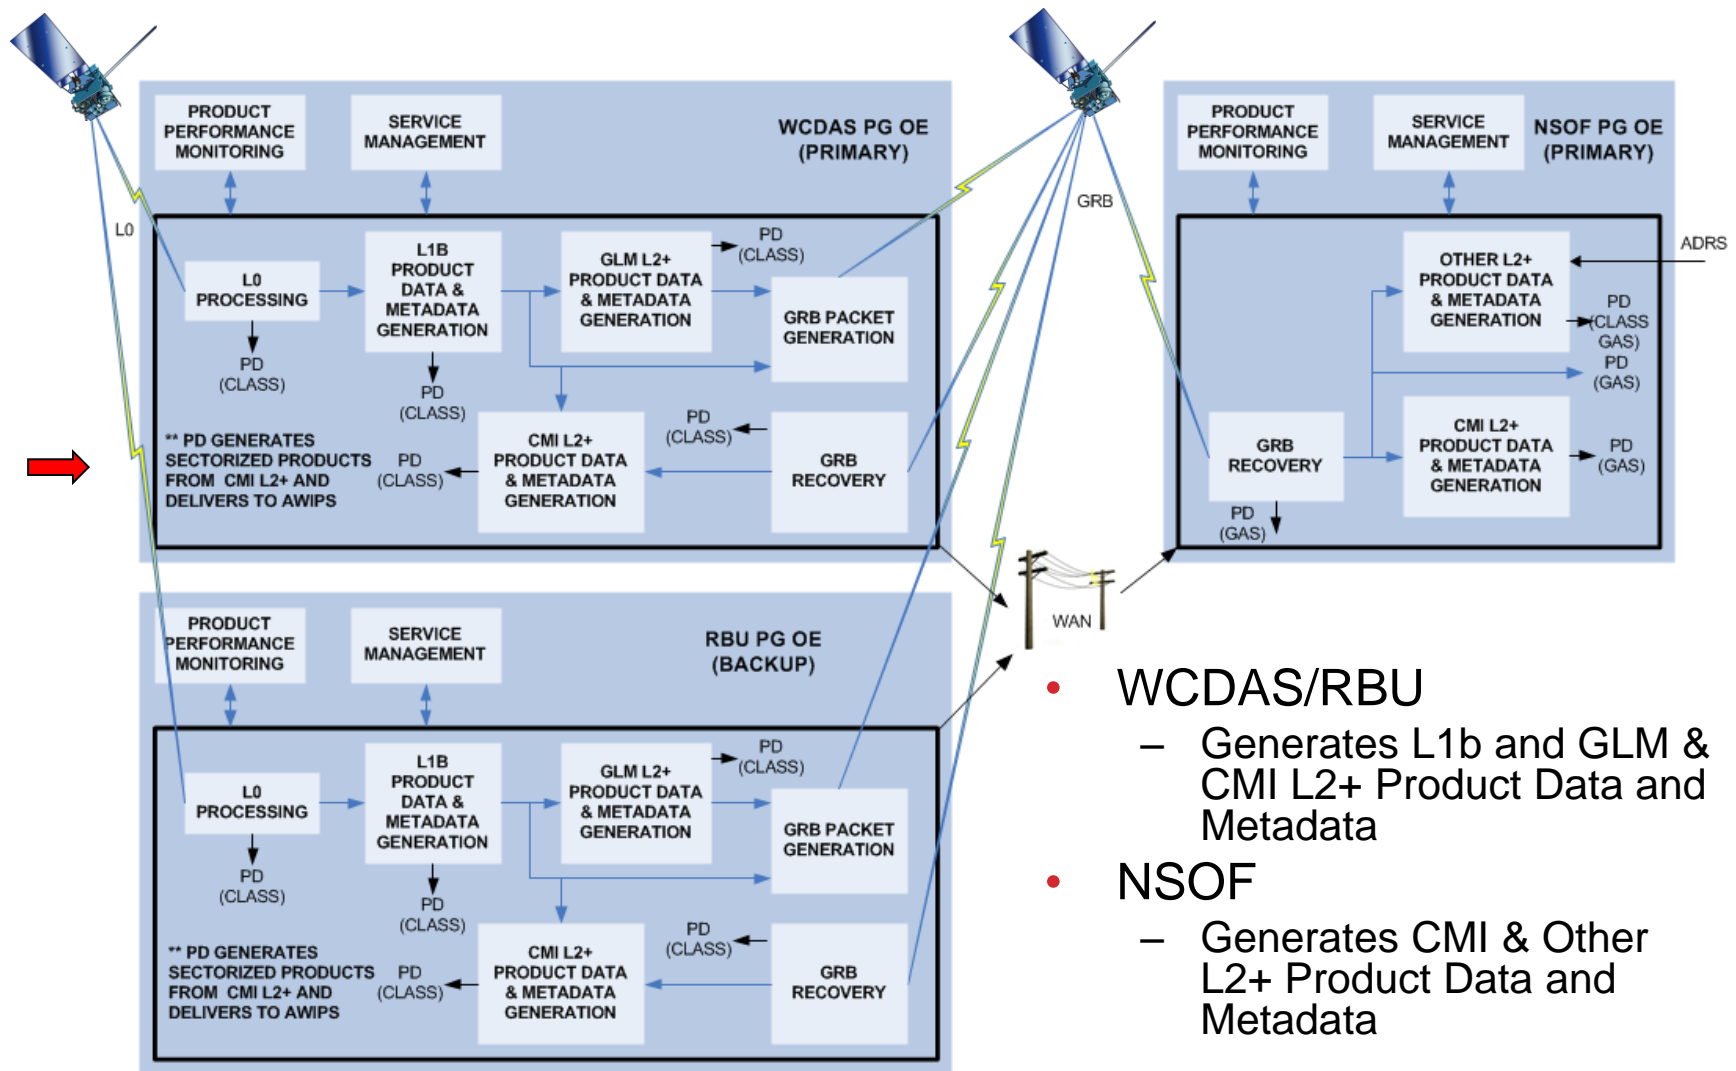 PRODUCT
PERFORMANCE
MONITORING
SERVICE
MANAGEMENT
WCDAS PG OE
(PRIMARY)
L0
L0
PROCESSING
PD
(CLASS)
L1B
PRODUCT
DATA &
METADATA
GENERATION
PD
(CLASS)
GLM L2+
PRODUCT DATA
& METADATA
GENERATION
PD
(CLASS)
GRB PACKET
GENERATION
** PD GENERATES
SECTORIZED PRODUCTS
FROM CMI L2+ AND
DELIVERS TO AWIPS
PD
(CLASS)
CMI L2+
PRODUCT DATA
& METADATA
GENERATION
PD
(CLASS)
GRB
RECOVERY
GRB
PRODUCT
PERFORMANCE
MONITORING
SERVICE
MANAGEMENT
NSOF PG OE
(PRIMARY)
ADRS
OTHER L2+
PRODUCT DATA
& METADATA
GENERATION
PD
(CLASS
GAS)
PD
(GAS)
GRB
RECOVERY
CMI L2+
PRODUCT DATA
& METADATA
GENERATION
PD
(GAS)
PD
(GAS)
WAN
PRODUCT
PERFORMANCE
MONITORING
SERVICE
MANAGEMENT
RBU PG OE
(BACKUP)
L0
PROCESSING
PD
(CLASS)
L1B
PRODUCT
DATA &
METADATA
GENERATION
PD
(CLASS)
GLM L2+
PRODUCT DATA
& METADATA
GENERATION
PD
(CLASS)
GRB PACKET
GENERATION
** PD GENERATES
SECTORIZED PRODUCTS
FROM CMI L2+ AND
DELIVERS TO AWIPS
PD
(CLASS)
CMI L2+
PRODUCT DATA
& METADATA
GENERATION
PD
(CLASS)
GRB
RECOVERY
• WCDAS/RBU
– Generates L1b and GLM &
CMI L2+ Product Data and
Metadata
• NSOF
– Generates CMI & Other
L2+ Product Data and
Metadata